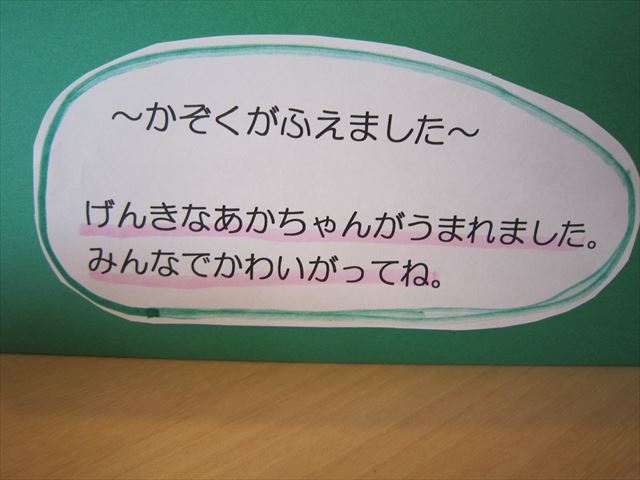 ～かぞくがふえました～
げんきなあかちゃんがうまれました。
みんなでかわいがってね。